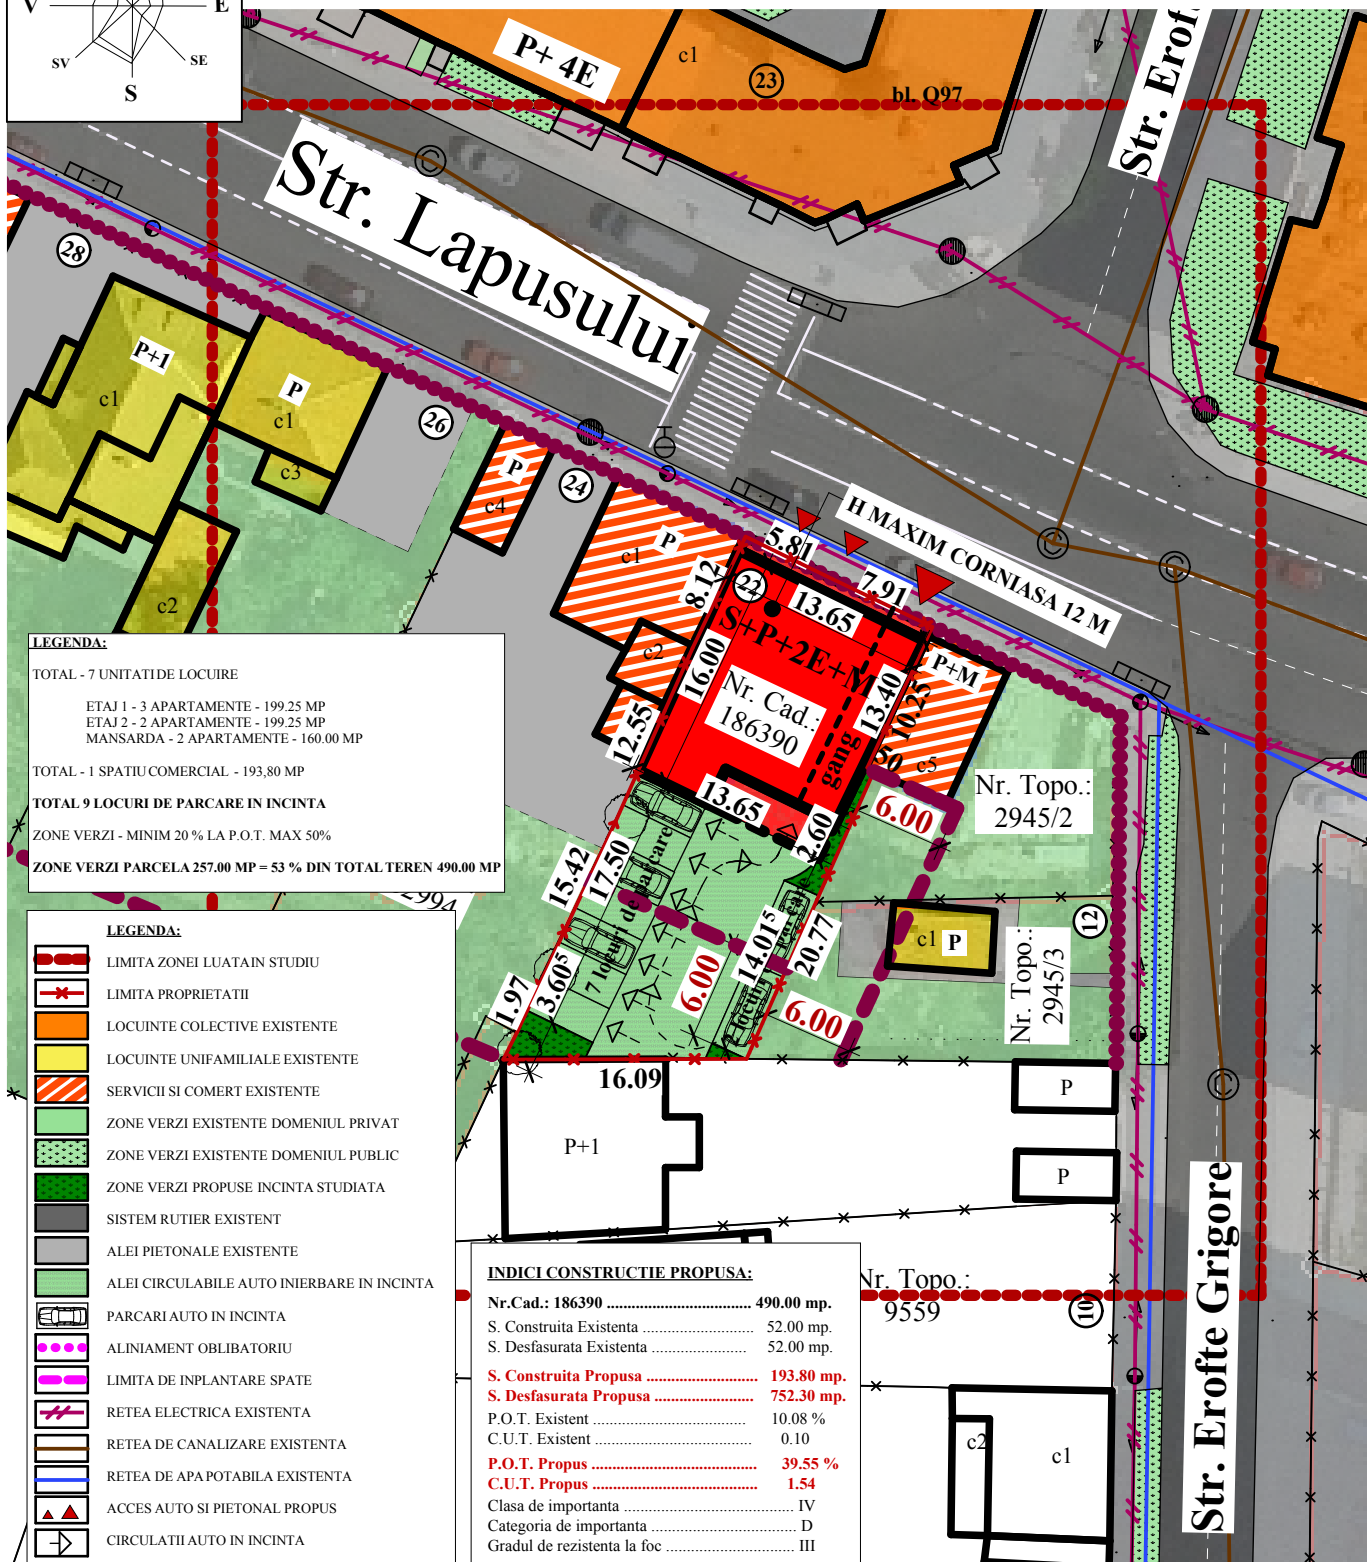 V
E
SV
SE
S
P+ 4E
c1
23
bl. Q97
Str. Erofte
Str. Lapusului
28
P+1
c1
P
c1
c3
26
P
c4
24
P
c1
c2
c2
H MAXIM CORNIASA 12 M
5.81
7.91
8.12
22
13.65
S+P+2E+M
16.00
Nr. Cad.:
186390
13.40
10.25
gang
50
P+M
c5
12.55
13.65
2.60
6.00
Nr. Topo.:
2945/2
LEGENDA:
TOTAL - 7 UNITATI DE LOCUIRE
ETAJ 1 - 3 APARTAMENTE - 199.25 MP
ETAJ 2 - 2 APARTAMENTE - 199.25 MP
MANSARDA - 2 APARTAMENTE - 160.00 MP
TOTAL - 1 SPATIU COMERCIAL - 193,80 MP
TOTAL 9 LOCURI DE PARCARE IN INCINTA
ZONE VERZI - MINIM 20 % LA P.O.T. MAX 50%
ZONE VERZI PARCELA 257.00 MP = 53 % DIN TOTAL TEREN 490.00 MP
2994
15.42
17.50
7 locuri de parcare
14.01⁵
20.77
locuri parcare
6.00
6.00
1.97
3.60⁵
16.09
c1
P
12
Nr. Topo.:
2945/3
P
P
P+1
Nr. Topo.:
9559
10
c2
c1
Str. Erofte Grigore
LEGENDA:
LIMITA ZONEI LUATA IN STUDIU
LIMITA PROPRIETATII
LOCUINTE COLECTIVE EXISTENTE
LOCUINTE UNIFAMILIALE EXISTENTE
SERVICII SI COMERT EXISTENTE
ZONE VERZI EXISTENTE DOMENIUL PRIVAT
ZONE VERZI EXISTENTE DOMENIUL PUBLIC
ZONE VERZI PROPUSE INCINTA STUDIATA
SISTEM RUTIER EXISTENT
ALEI PIETONALE EXISTENTE
ALEI CIRCULABILE AUTO INIERBARE IN INCINTA
PARCARI AUTO IN INCINTA
ALINIAMENT OBLIBATORIU
LIMITA DE INPLANTARE SPATE
RETEA ELECTRICA EXISTENTA
RETEA DE CANALIZARE EXISTENTA
RETEA DE APA POTABILA EXISTENTA
ACCES AUTO SI PIETONAL PROPUS
CIRCULATII AUTO IN INCINTA
INDICI CONSTRUCTIE PROPUSA:
Nr.Cad.: 186390 .................................. 490.00 mp.
S. Construita Existenta .......................... 52.00 mp.
S. Desfasurata Existenta ...................... 52.00 mp.
S. Construita Propusa ....................... 193.80 mp.
S. Desfasurata Propusa ...................... 752.30 mp.
P.O.T. Existent .................................... 10.08 %
C.U.T. Existent ..................................... 0.10
P.O.T. Propus ...................................... 39.55 %
C.U.T. Propus ..................................... 1.54
Clasa de importanta ........................................ IV
Categoria de importanta .................................. D
Gradul de rezistenta la foc .............................. III